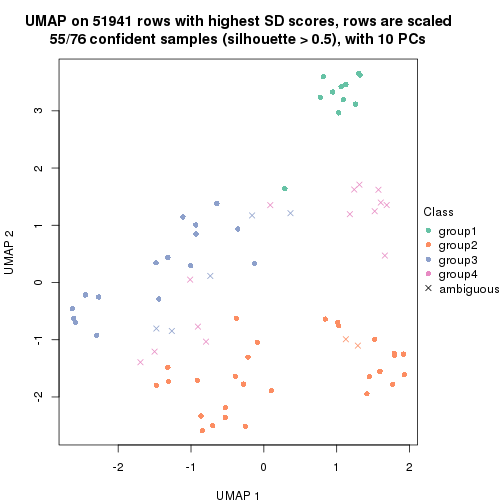 UMAP on 51941 rows with highest SD scores, rows are scaled
55/76 confident samples (silhouette > 0.5), with 10 PCs
3
2
1
0
-1
-2
UMAP 2
-2
-1
0
1
2
UMAP 1
Class
group1
group2
group3
group4
ambiguous